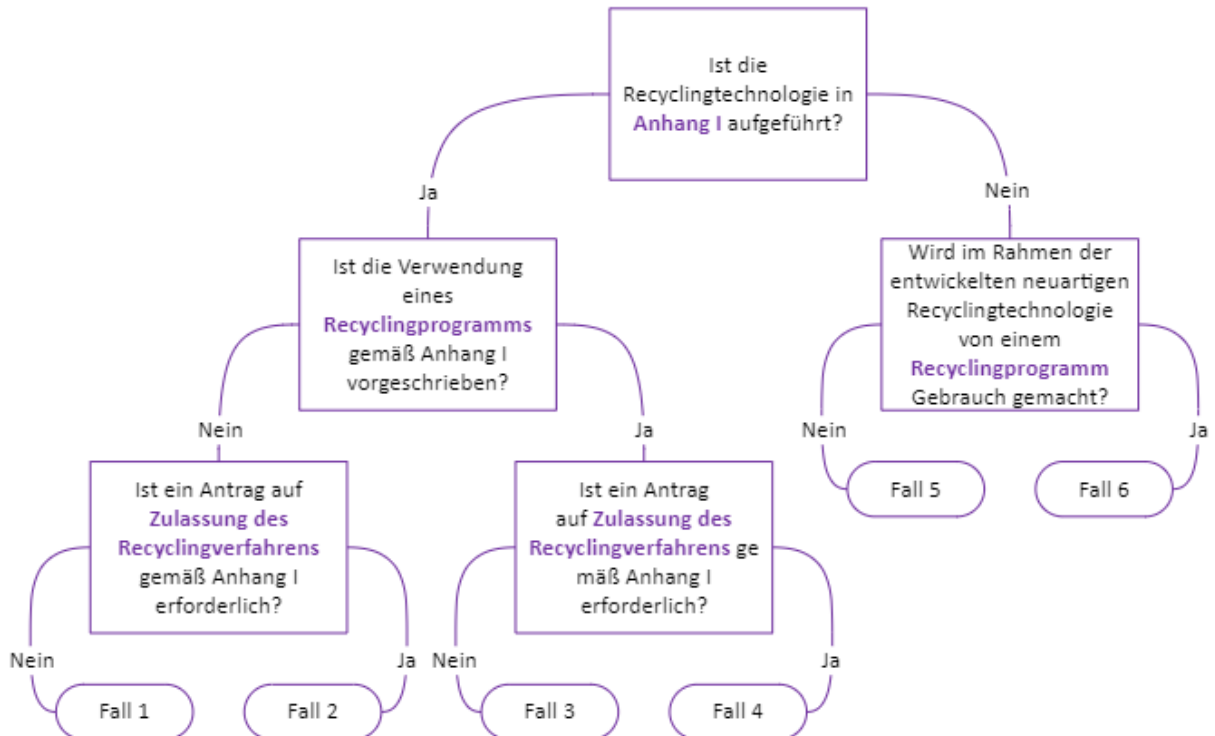 Ist die
Recyclingtechnologie in
Anhang I aufgeführt?
Ja
Nein
Ist die Verwendung
eines
Recyclingprogramms
gemäß Anhang I
vorgeschrieben?
Wird im Rahmen der
entwickelten neuartigen
Recyclingtechnologie
von einem
Recyclingprogramm
Gebrauch gemacht?
Nein
Ja
Nein
Ja
Ist ein Antrag auf
Zulassung des
Recyclingverfahrens
gemäß Anhang I
erforderlich?
Ist ein Antrag
auf Zulassung des
Recyclingverfahrens ge
mäß Anhang I
erforderlich?
Fall 5
Fall 6
Nein
Ja
Nein
Ja
Fall 1
Fall 2
Fall 3
Fall 4